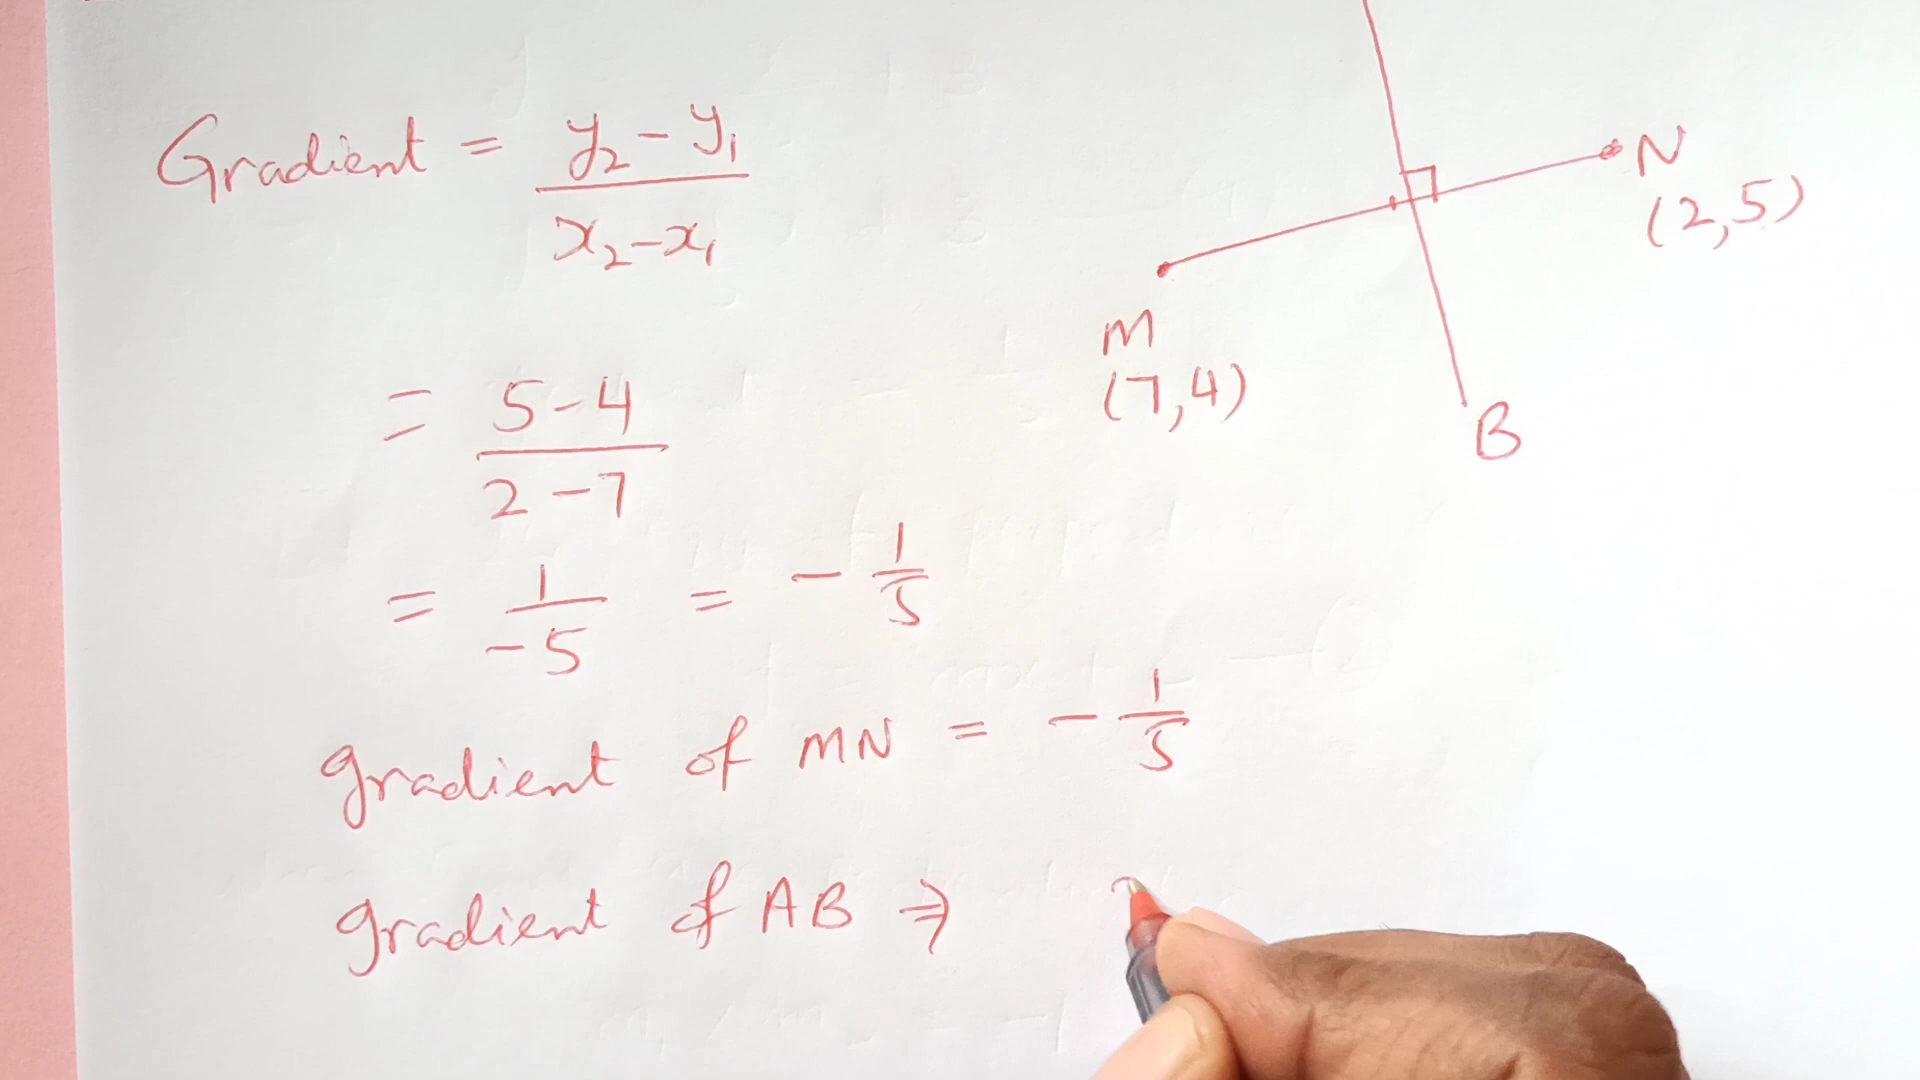 Gradient = y₂ - y₁
x₂ - x₁
N
(2,5)
M
(7,4)
B
= 5-4
2-7
= 1 = - 1
-5 5
gradient of MN = - 1
5
gradient of AB ⇒